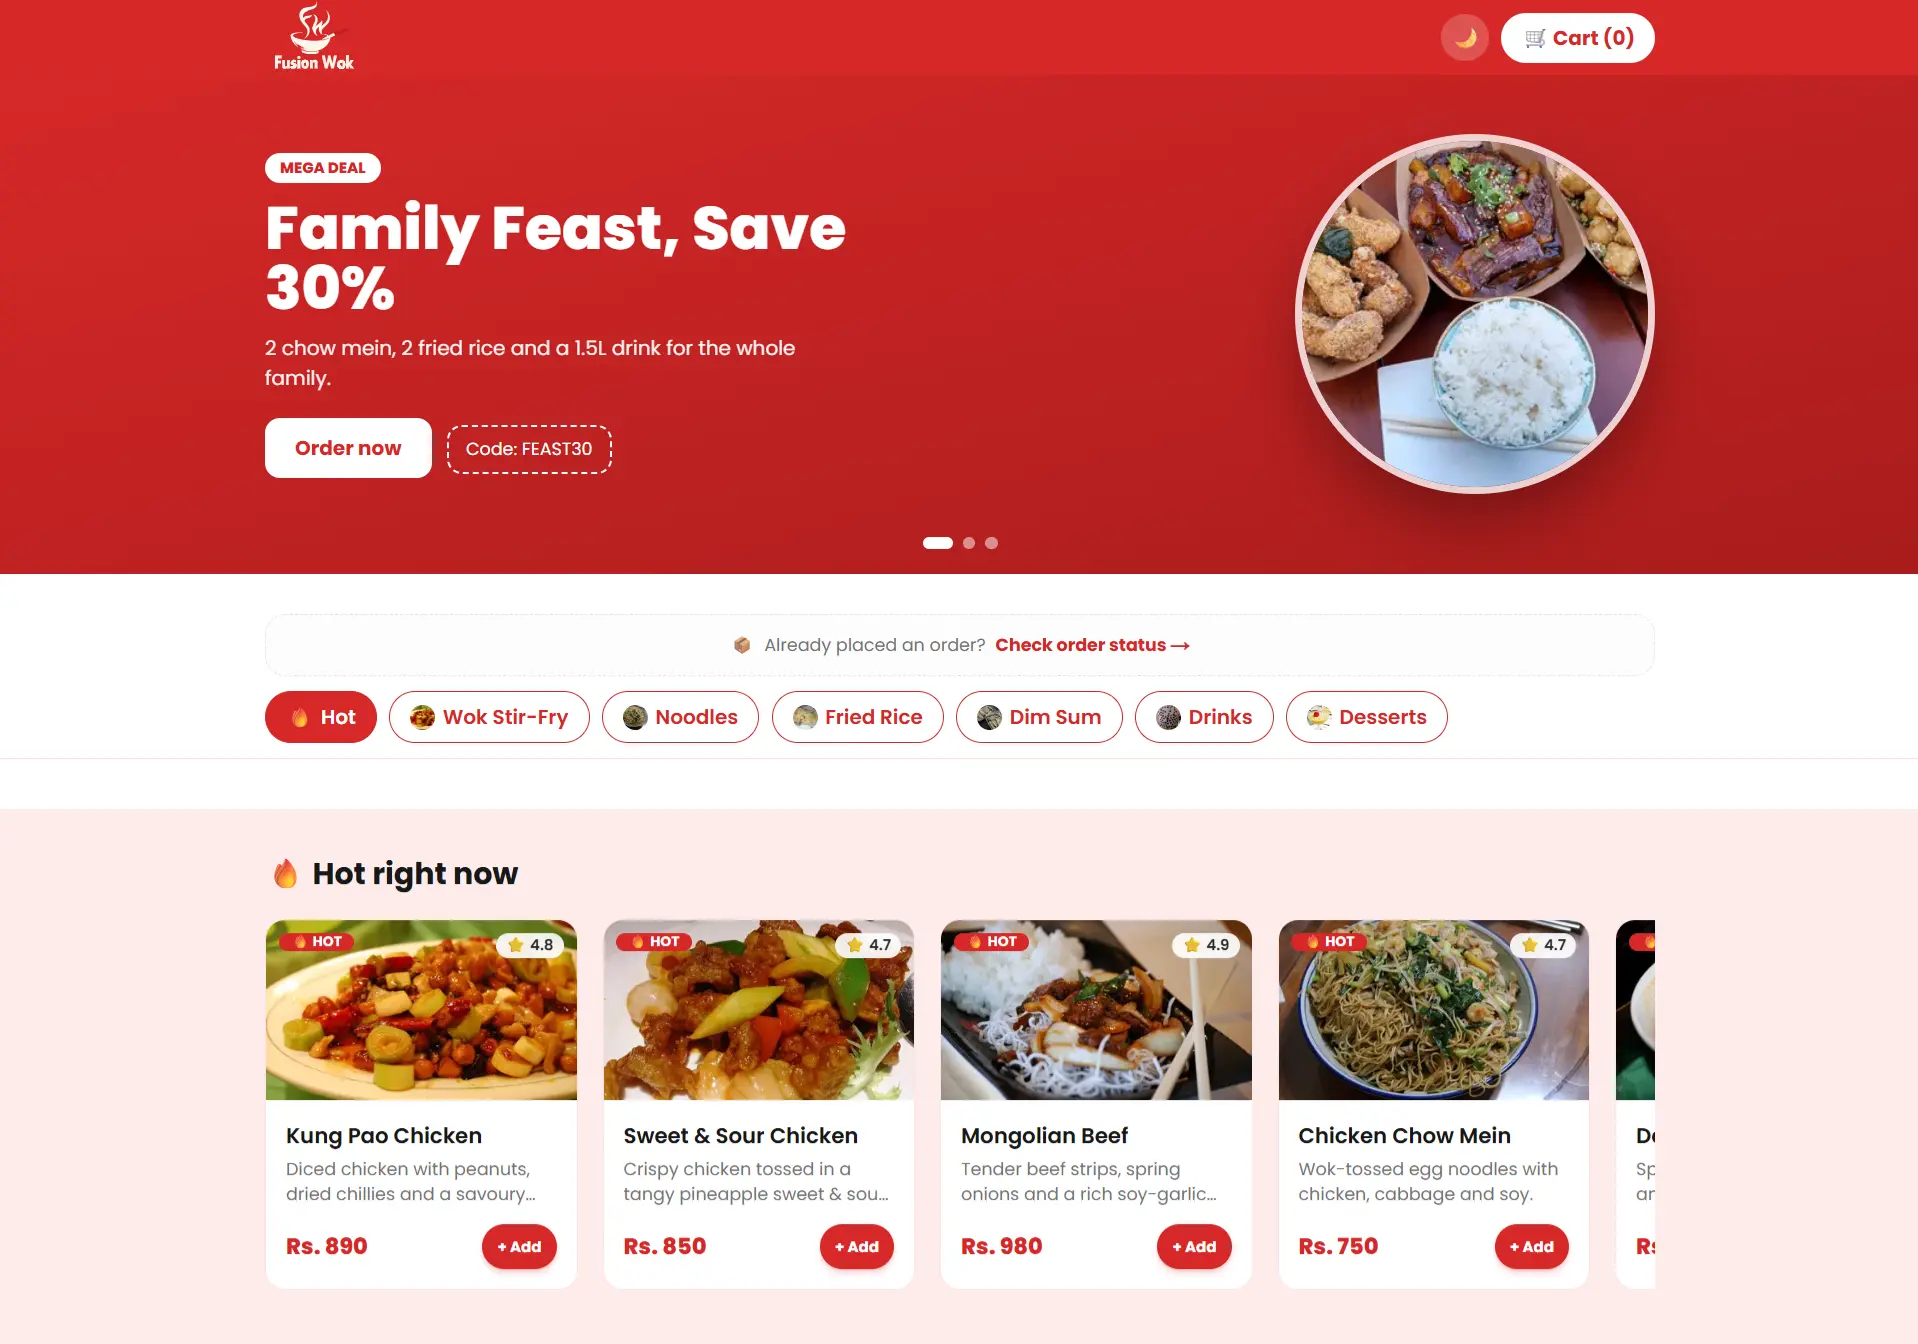 Fusion Wok
Cart (0)
MEGA DEAL
Family Feast, Save
30%
2 chow mein, 2 fried rice and a 1.5L drink for the whole
family.
Order now
Code: FEAST30
Already placed an order? Check order status →
Hot
Wok Stir-Fry
Noodles
Fried Rice
Dim Sum
Drinks
Desserts
Hot right now
HOT
4.8
HOT
4.7
HOT
4.9
HOT
4.7
Kung Pao Chicken
Diced chicken with peanuts,
dried chillies and a savoury...
Rs. 890
+ Add
Sweet & Sour Chicken
Crispy chicken tossed in a
tangy pineapple sweet & sou...
Rs. 850
+ Add
Mongolian Beef
Tender beef strips, spring
onions and a rich soy-garlic...
Rs. 980
+ Add
Chicken Chow Mein
Wok-tossed egg noodles with
chicken, cabbage and soy.
Rs. 750
+ Add